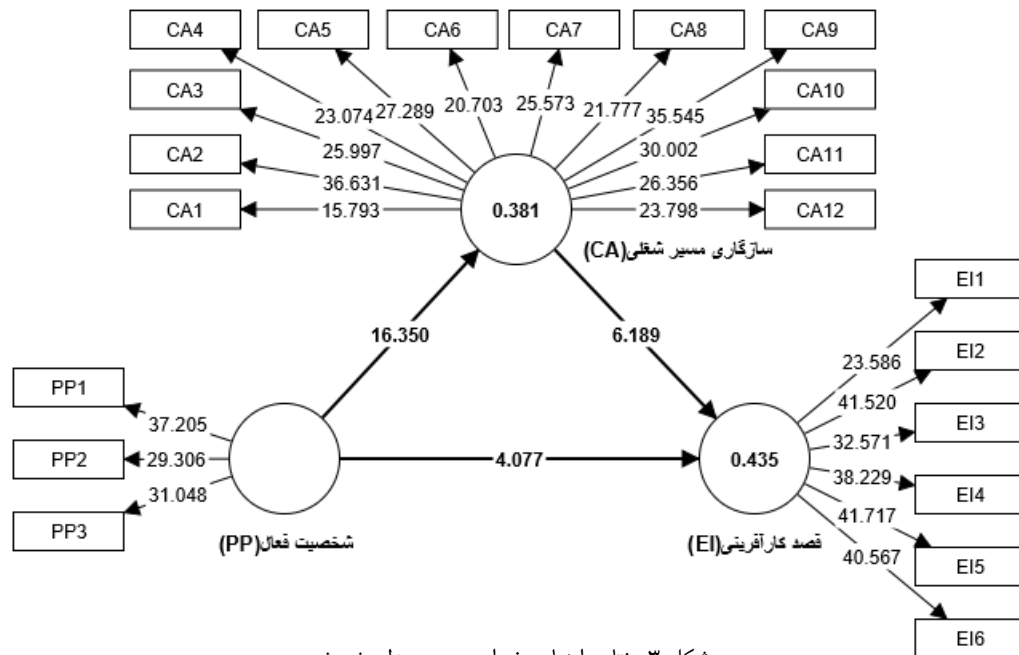 CA4 CA5 CA6 CA7 CA8 CA9
CA3 CA10
CA2 CA11
CA1 CA12
23.074 27.289 20.703 25.573 21.777 35.545
25.997 30.002
36.631 26.356
15.793 0.381 23.798
سازگاری مسیر شغلی(CA)
16.350 6.189
EI1
23.586
EI2
41.520
EI3
32.571
PP1
37.205
PP2 29.306 4.077 0.435
38.229 EI4
31.048
PP3
41.717
EI5
40.567
EI6
شخصیت فعال(PP) قصد کارآفرینی(EI)